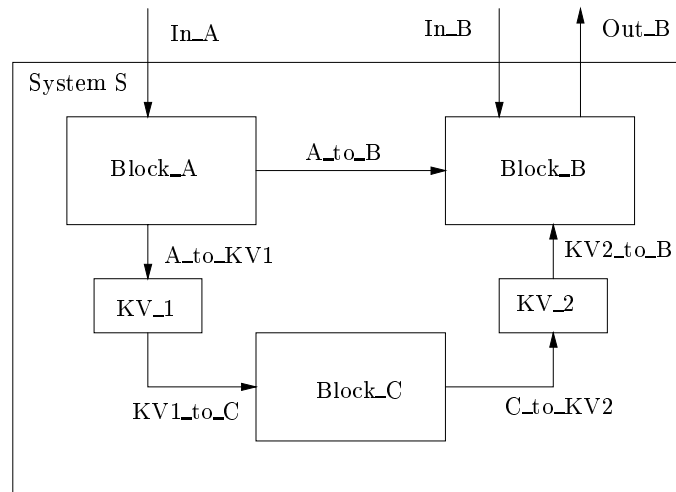 In_A
In_B
Out_B
System S
Block_A
A_to_B
Block_B
A_to_KV1
KV2_to_B
KV_1
KV_2
Block_C
KV1_to_C
C_to_KV2